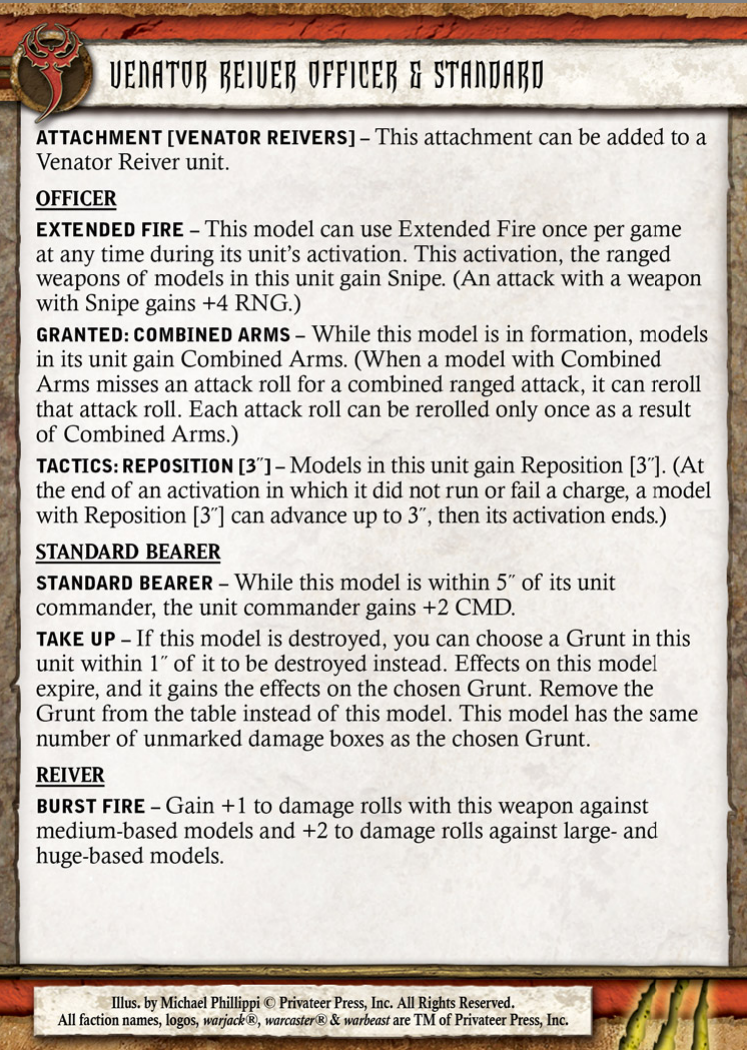 VENATOR REIVER OFFICER & STANDARD
ATTACHMENT [VENATOR REIVERS] – This attachment can be added to a
Venator Reiver unit.
OFFICER
EXTENDED FIRE – This model can use Extended Fire once per game
at any time during its unit's activation. This activation, the ranged
weapons of models in this unit gain Snipe. (An attack with a weapon
with Snipe gains +4 RNG.)
GRANTED: COMBINED ARMS – While this model is in formation, models
in its unit gain Combined Arms. (When a model with Combined
Arms misses an attack roll for a combined ranged attack, it can reroll
that attack roll. Each attack roll can be rerolled only once as a result
of Combined Arms.)
TACTICS: REPOSITION [3˝] – Models in this unit gain Reposition [3˝]. (At
the end of an activation in which it did not run or fail a charge, a model
with Reposition [3˝] can advance up to 3˝, then its activation ends.)
STANDARD BEARER
STANDARD BEARER – While this model is within 5˝ of its unit
commander, the unit commander gains +2 CMD.
TAKE UP – If this model is destroyed, you can choose a Grunt in this
unit within 1˝ of it to be destroyed instead. Effects on this model
expire, and it gains the effects on the chosen Grunt. Remove the
Grunt from the table instead of this model. This model has the same
number of unmarked damage boxes as the chosen Grunt.
REIVER
BURST FIRE – Gain +1 to damage rolls with this weapon against
medium-based models and +2 to damage rolls against large- and
huge-based models.
Illus. by Michael Phillippi © Privateer Press, Inc. All Rights Reserved.
All faction names, logos, warjack®, warcaster® & warbeast are TM of Privateer Press, Inc.